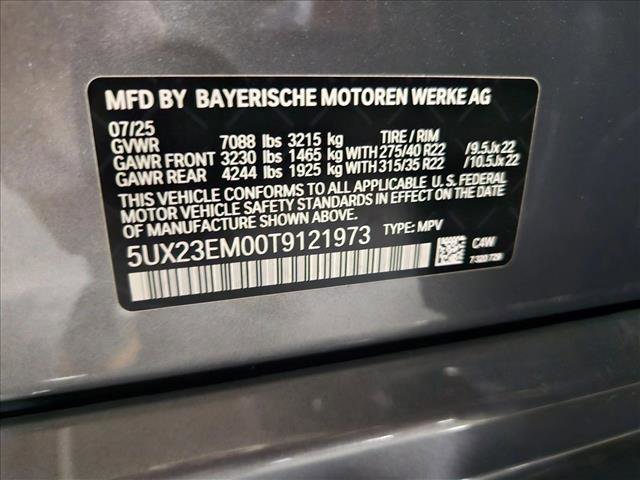 MFD BY BAYERISCHE MOTOREN WERKE AG
07/25
GVWR 7088 lbs 3215 kg TIRE / RIM
GAWR FRONT 3230 lbs 1465 kg WITH 275/40 R22 /9.5Jx22
GAWR REAR 4244 lbs 1925 kg WITH 315/35 R22 /10.5Jx22
THIS VEHICLE CONFORMS TO ALL APPLICABLE U.S. FEDERAL
MOTOR VEHICLE SAFETY STANDARDS IN EFFECT ON THE DATE
OF MANUFACTURE SHOWN ABOVE.
5UX23EM00T9121973 TYPE: MPV
C4W
7320729